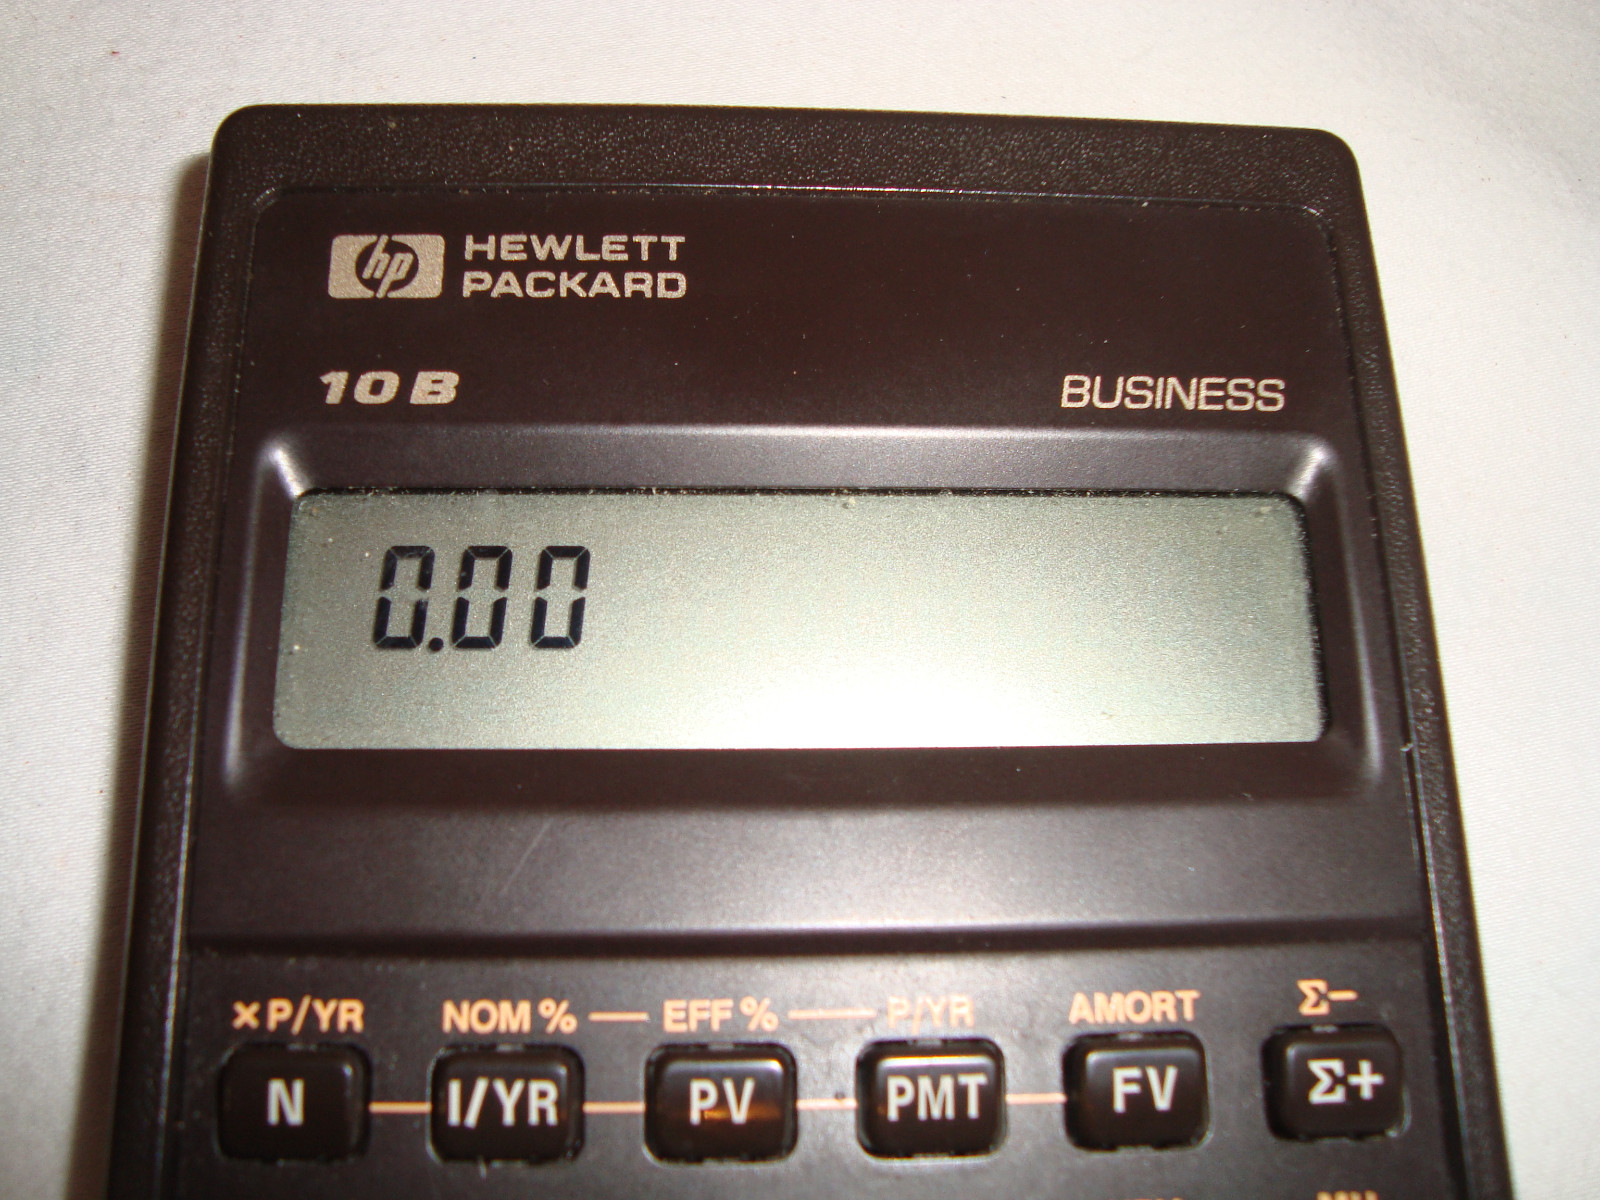 hp HEWLETT
PACKARD
10B BUSINESS
0.00
×P/YR NOM% EFF% P/YR AMORT Σ−
N I/YR PV PMT FV Σ+